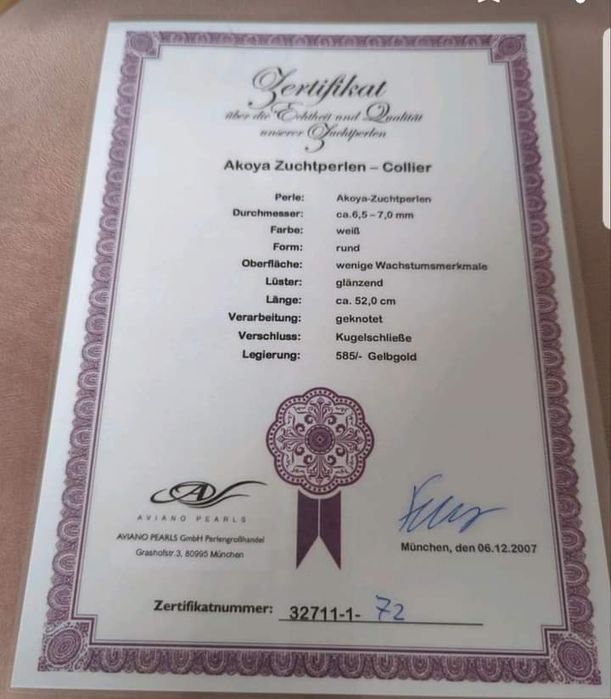 Zertifikat
über die Echtheit und Qualität
unserer Zuchtperlen
Akoya Zuchtperlen – Collier
Perle: Akoya-Zuchtperlen
Durchmesser: ca.6,5 – 7,0 mm
Farbe: weiß
Form: rund
Oberfläche: wenige Wachstumsmerkmale
Lüster: glänzend
Länge: ca. 52,0 cm
Verarbeitung: geknotet
Verschluss: Kugelschließe
Legierung: 585/- Gelbgold
AVIANO PEARLS
AVIANO PEARLS GmbH Perlengroßhandel
Grashofstr.3, 80995 München
München, den 06.12.2007
Zertifikatnummer: 32711-1- 72